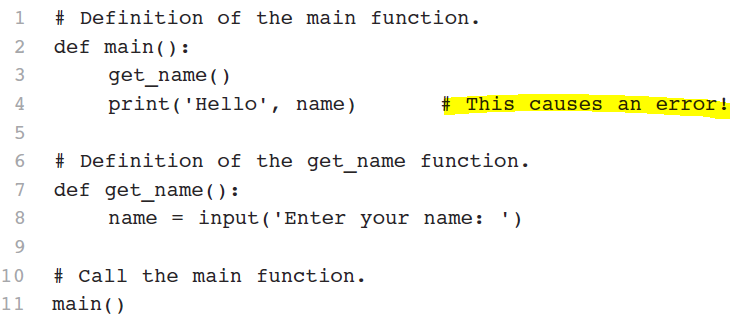 1 # Definition of the main function.
2 def main():
3     get_name()
4     print('Hello', name)       # This causes an error!
5
6 # Definition of the get_name function.
7 def get_name():
8     name = input('Enter your name: ')
9
10 # Call the main function.
11 main()